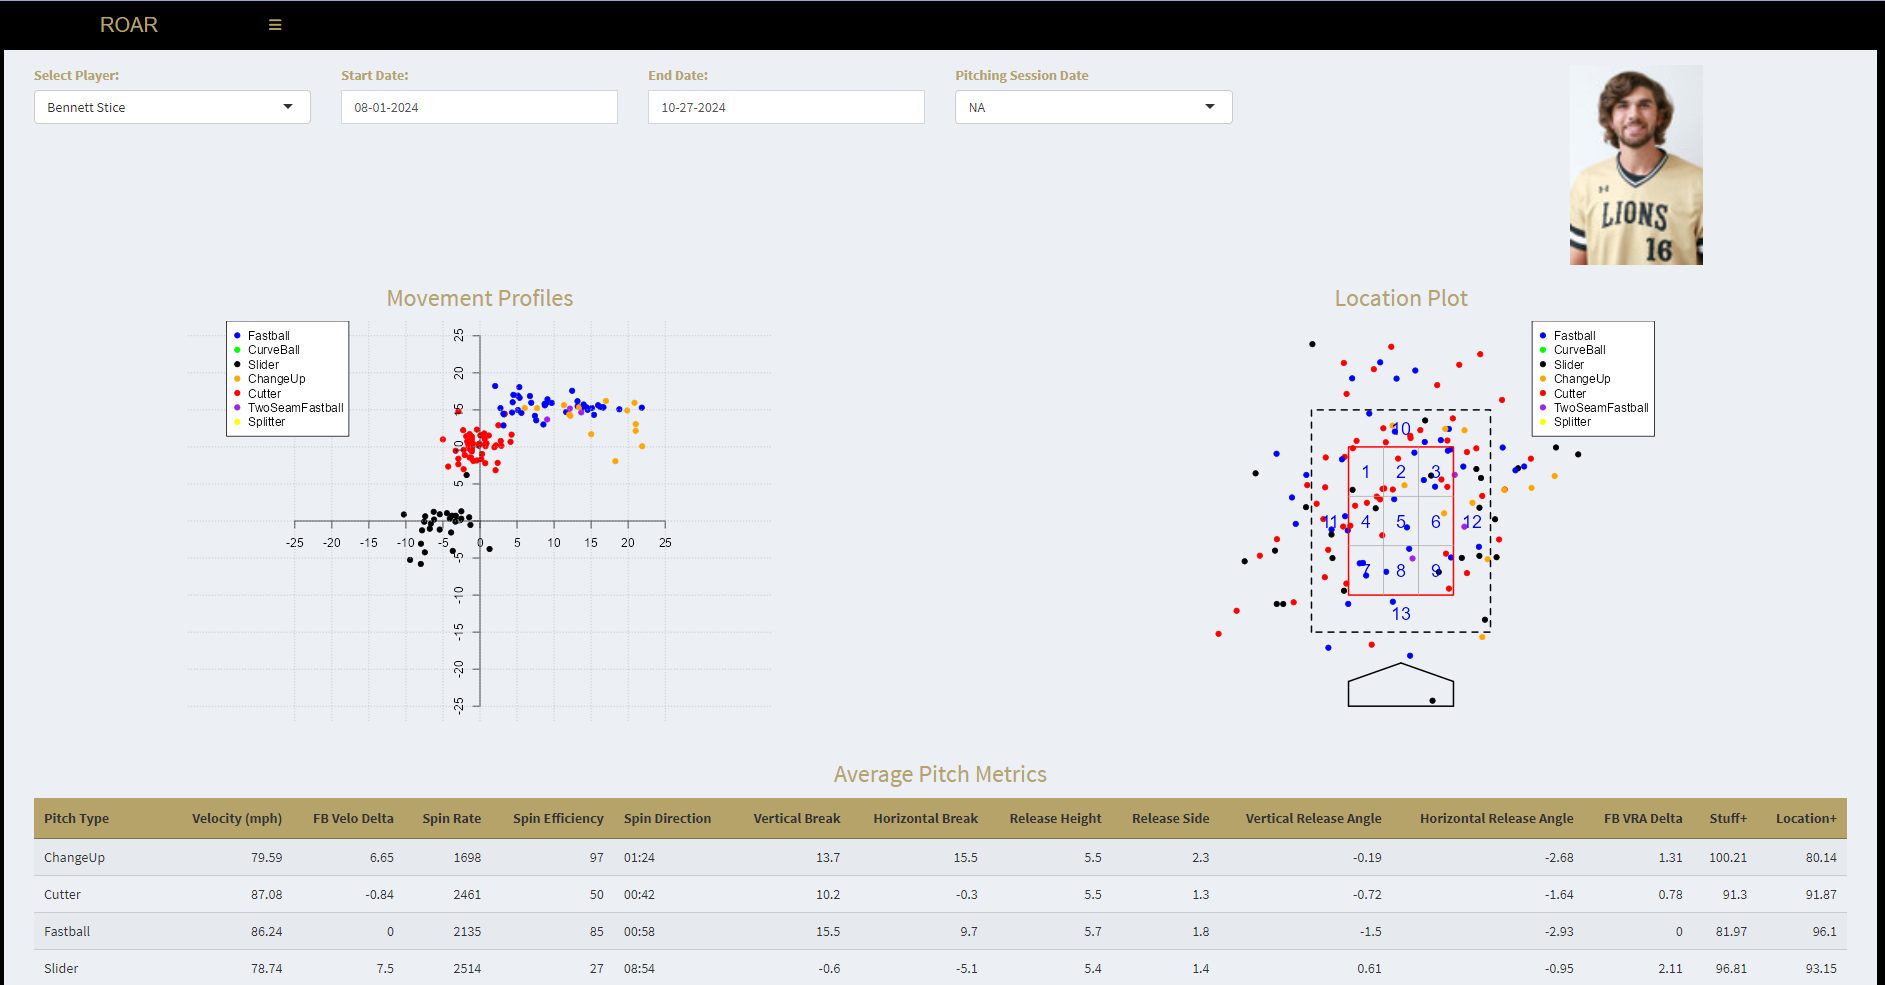 ROAR
Select Player: Start Date: End Date: Pitching Session Date
Bennett Stice 08-01-2024 10-27-2024 NA
LIONS
16
Movement Profiles
Fastball
CurveBall
Slider
ChangeUp
Cutter
TwoSeamFastball
Splitter
25
20
15
10
5
-25 -20 -15 -10 -5 0 5 10 15 20 25
-5
-10
-15
-20
-25
Location Plot
Fastball
CurveBall
Slider
ChangeUp
Cutter
TwoSeamFastball
Splitter
10
1 2 3
11 4 5 6 12
7 8 9
13
Average Pitch Metrics
Pitch Type Velocity (mph) FB Velo Delta Spin Rate Spin Efficiency Spin Direction Vertical Break Horizontal Break Release Height Release Side Vertical Release Angle Horizontal Release Angle FB VRA Delta Stuff+ Location+
ChangeUp 79.59 6.65 1698 97 01:24 13.7 15.5 5.5 2.3 -0.19 -2.68 1.31 100.21 80.14
Cutter 87.08 -0.84 2461 50 00:42 10.2 -0.3 5.5 1.3 -0.72 -1.64 0.78 91.3 91.87
Fastball 86.24 0 2135 85 00:58 15.5 9.7 5.7 1.8 -1.5 -2.93 0 81.97 96.1
Slider 78.74 7.5 2514 27 08:54 -0.6 -5.1 5.4 1.4 0.61 -0.95 2.11 96.81 93.15